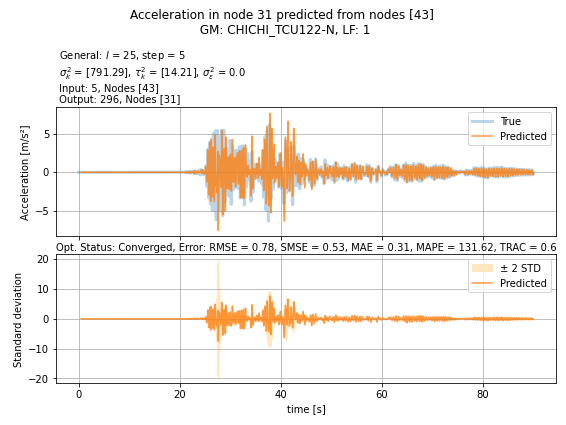 Acceleration in node 31 predicted from nodes [43]
GM: CHICHI_TCU122-N, LF: 1
General: l = 25, step = 5
σ²ₖ = [791.29], τ²ₖ = [14.21], σ²ᵣ = 0.0
Input: 5, Nodes [43]
Output: 296, Nodes [31]
Acceleration [m/s²]
5
0
−5
True
Predicted
Opt. Status: Converged, Error: RMSE = 0.78, SMSE = 0.53, MAE = 0.31, MAPE = 131.62, TRAC = 0.6
Standard deviation
20
10
0
−10
−20
± 2 STD
Predicted
0 20 40 60 80
time [s]